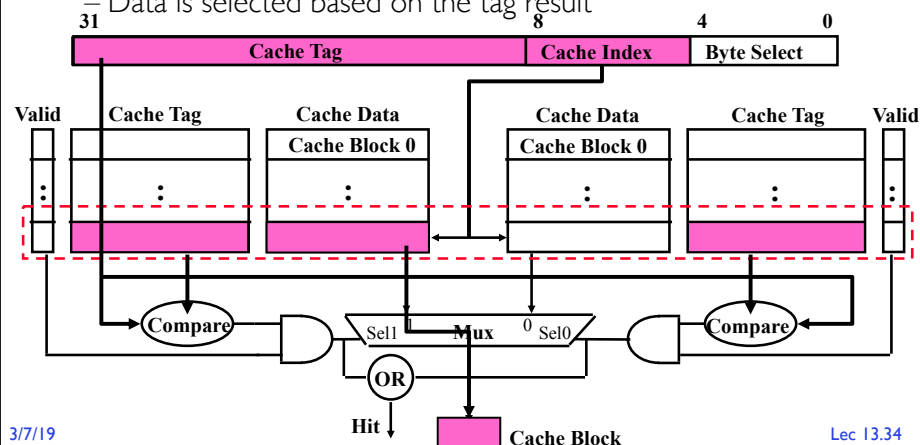 – Data is selected based on the tag result
31 8 4 0
Cache Tag Cache Index Byte Select
Valid Cache Tag Cache Data Cache Data Cache Tag Valid
Cache Block 0 Cache Block 0
: : : : : :
Compare Sel1 1 Mux 0 Sel0 Compare
OR
Hit
Cache Block
3/7/19 Lec 13.34